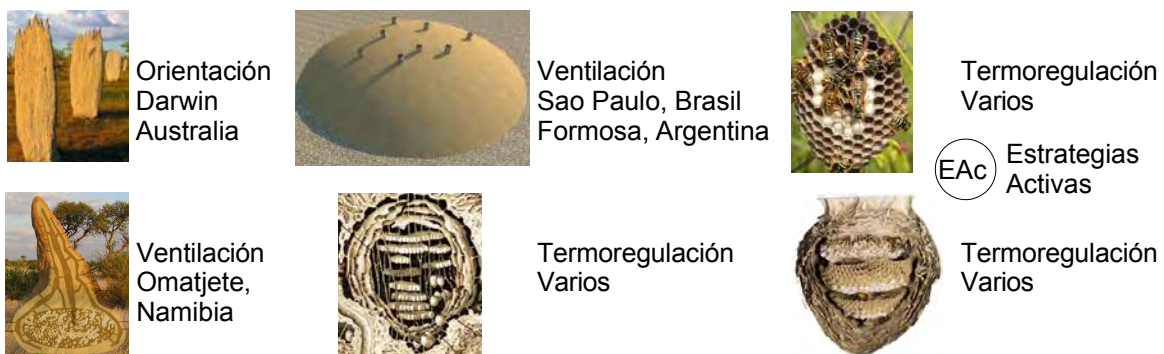 Orientación
Darwin
Australia
Ventilación
Sao Paulo, Brasil
Formosa, Argentina
Termoregulación
Varios
EAc
Estrategias
Activas
Ventilación
Omatjete,
Namibia
Termoregulación
Varios
Termoregulación
Varios